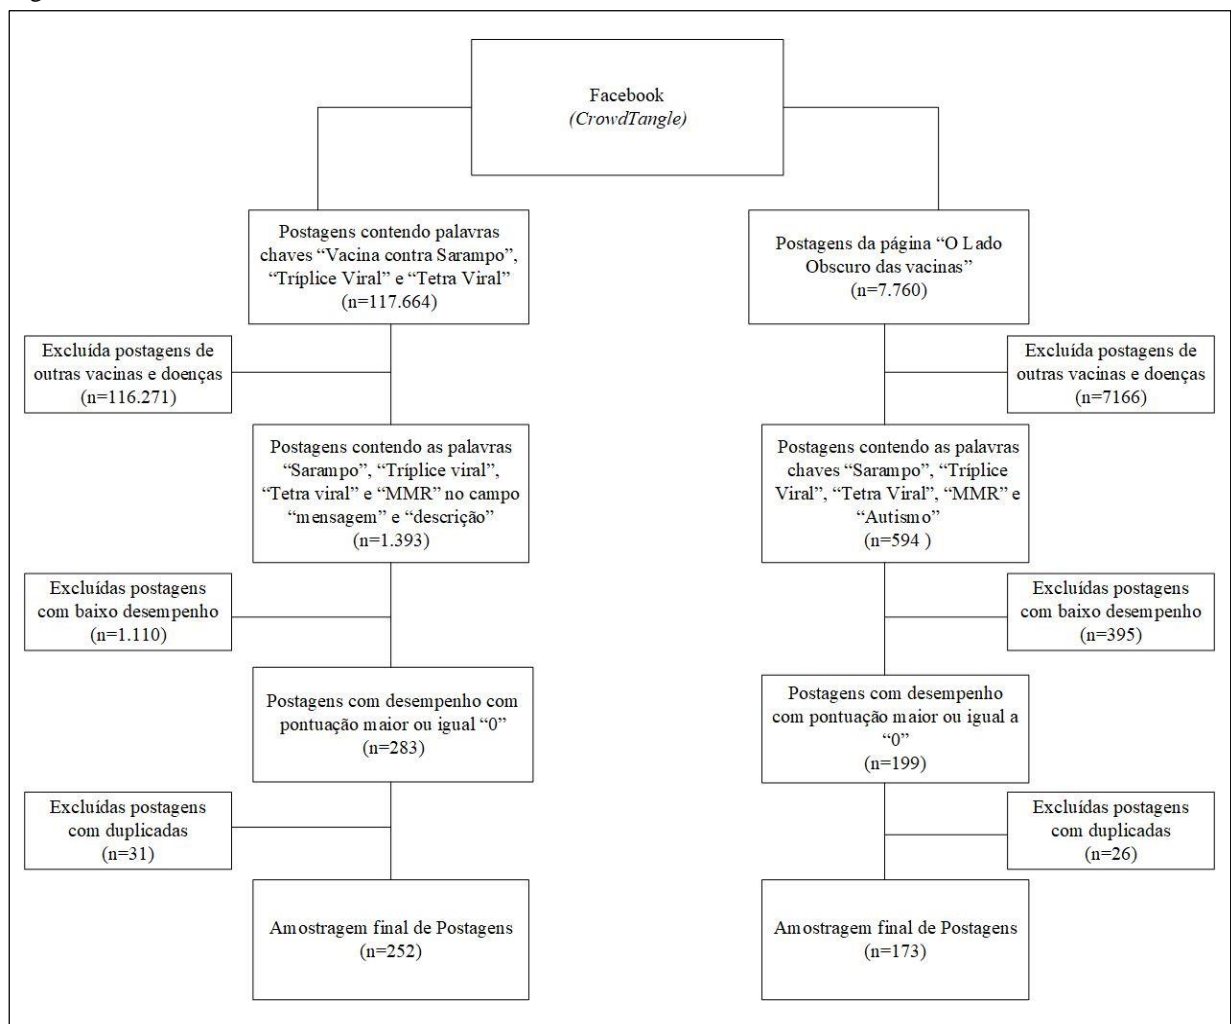 Facebook
(CrowdTangle)
Postagens contendo palavras
chaves “Vacina contra Sarampo”,
“Tríplice Viral” e “Tetra Viral”
(n=117.664)
Postagens da página “O Lado
Obscuro das vacinas”
(n=7.760)
Excluída postagens de
outras vacinas e doenças
(n=116.271)
Excluída postagens de
outras vacinas e doenças
(n=7166)
Postagens contendo as palavras
“Sarampo”, “Tríplice viral”,
“Tetra viral” e “MMR” no campo
“mensagem” e “descrição”
(n=1.393)
Postagens contendo as palavras
chaves “Sarampo”, “Tríplice
Viral”, “Tetra Viral”, “MMR” e
“Autismo”
(n=594 )
Excluídas postagens
com baixo desempenho
(n=1.110)
Excluídas postagens
com baixo desempenho
(n=395)
Postagens com desempenho com
pontuação maior ou igual “0”
(n=283)
Postagens com desempenho
com pontuação maior ou igual a
“0”
(n=199)
Excluídas postagens
com duplicadas
(n=31)
Excluídas postagens
com duplicadas
(n=26)
Amostragem final de Postagens
(n=252)
Amostragem final de Postagens
(n=173)